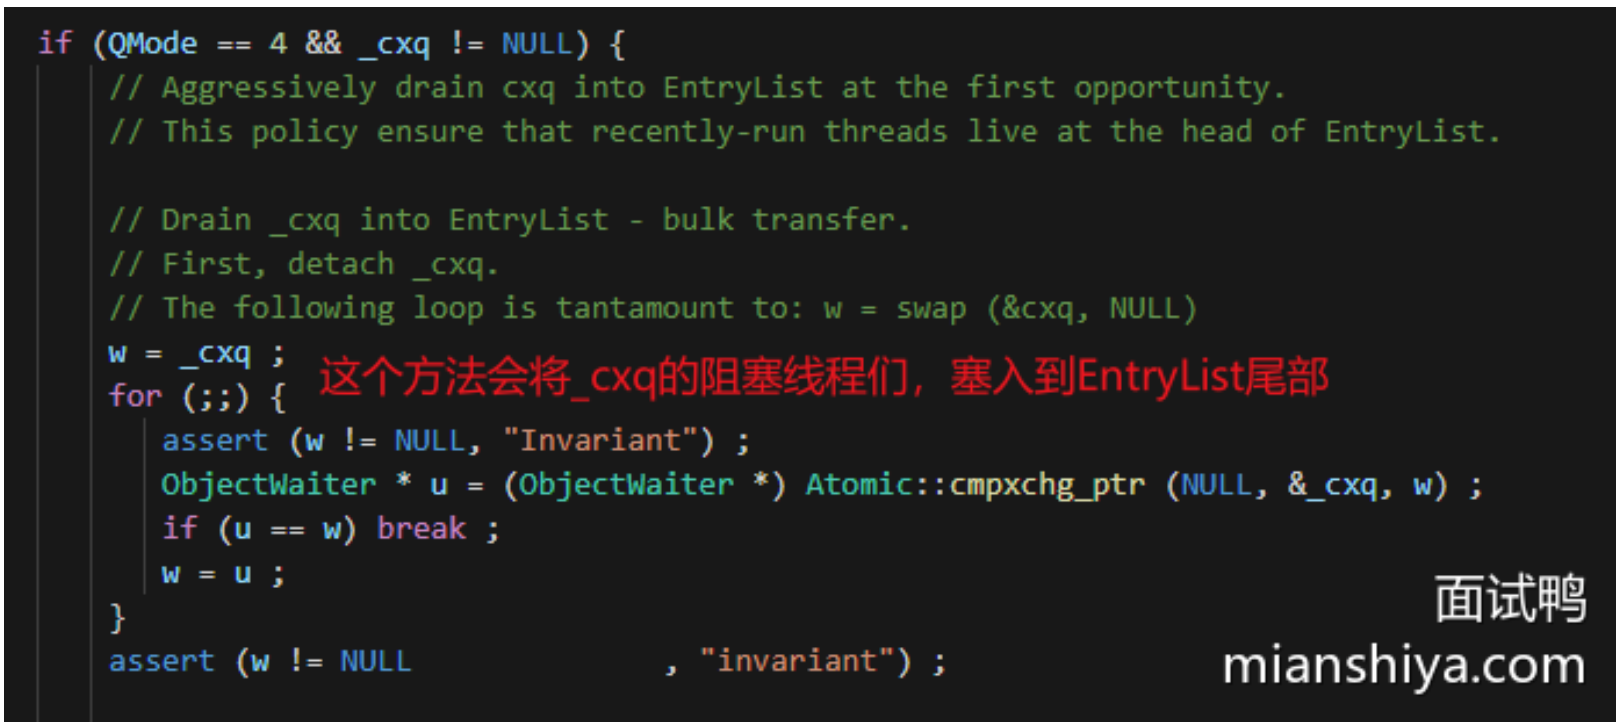 if (QMode == 4 && _cxq != NULL) {
// Aggressively drain cxq into EntryList at the first opportunity.
// This policy ensure that recently-run threads live at the head of EntryList.
// Drain _cxq into EntryList - bulk transfer.
// First, detach _cxq.
// The following loop is tantamount to: w = swap (&cxq, NULL)
w = _cxq ;
这个方法会将_cxq的阻塞线程们，塞入到EntryList尾部
for (;;) {
assert (w != NULL, "Invariant") ;
ObjectWaiter * u = (ObjectWaiter *) Atomic::cmpxchg_ptr (NULL, &_cxq, w) ;
if (u == w) break ;
w = u ;
}
assert (w != NULL , "invariant") ;
面试鸭
mianshiya.com